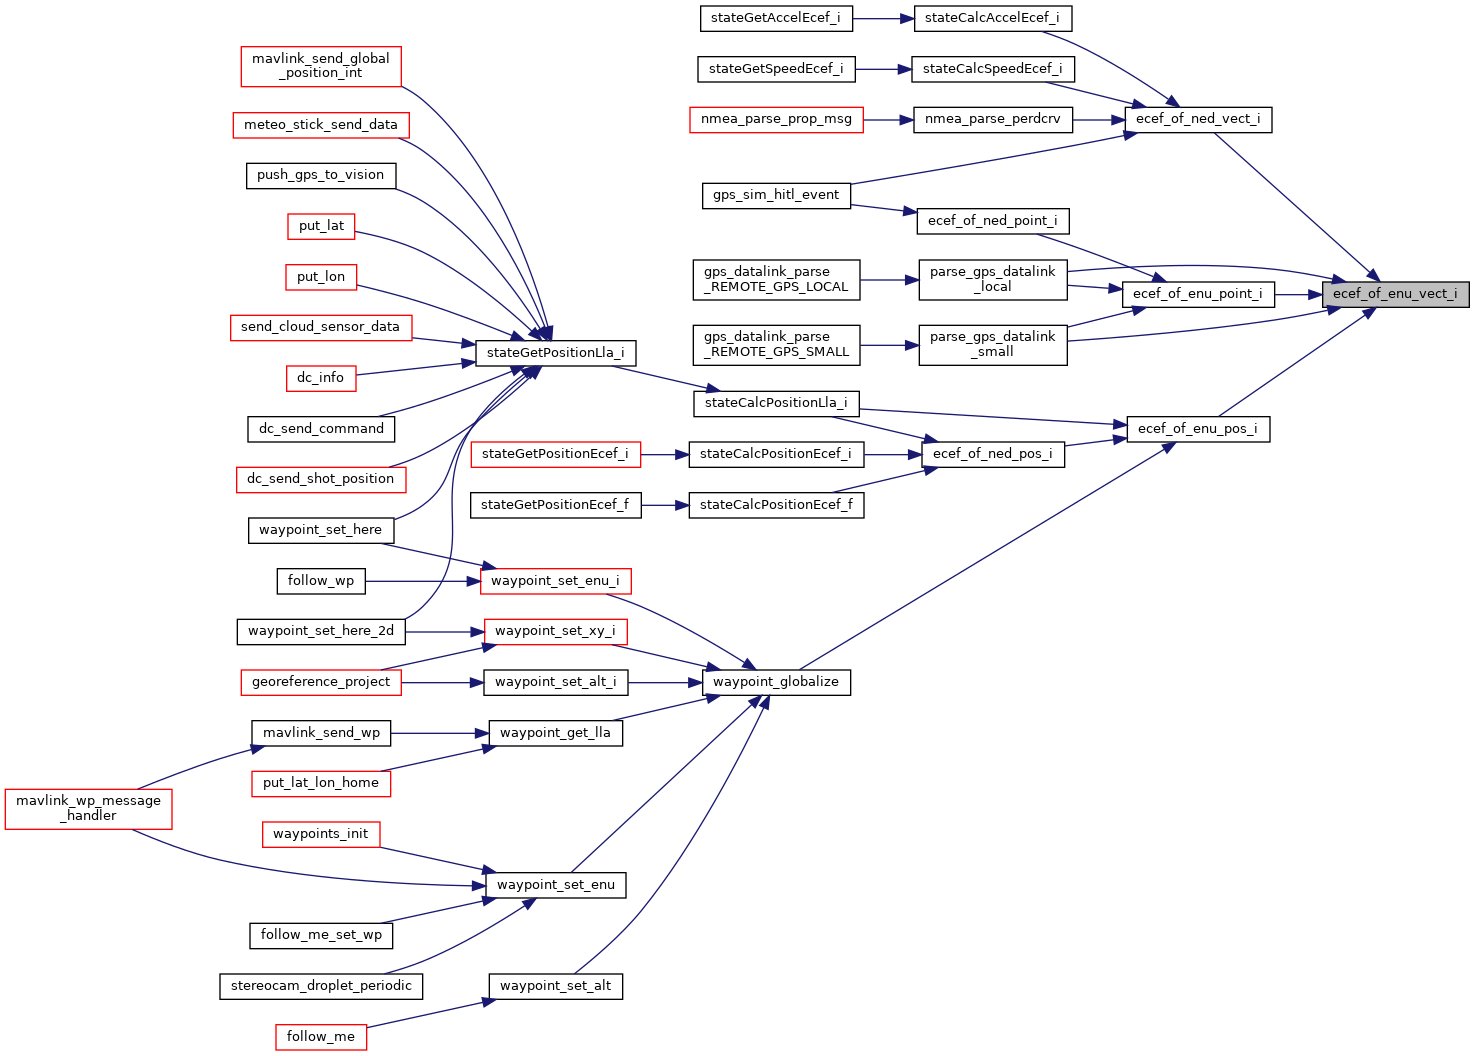 stateGetAccelEcef_i
stateCalcAccelEcef_i
mavlink_send_global
_position_int
stateGetSpeedEcef_i
stateCalcSpeedEcef_i
meteo_stick_send_data
nmea_parse_prop_msg
nmea_parse_perdcrv
ecef_of_ned_vect_i
push_gps_to_vision
gps_sim_hitl_event
put_lat
ecef_of_ned_point_i
put_lon
gps_datalink_parse
_REMOTE_GPS_LOCAL
parse_gps_datalink
_local
ecef_of_enu_point_i
ecef_of_enu_vect_i
send_cloud_sensor_data
gps_datalink_parse
_REMOTE_GPS_SMALL
parse_gps_datalink
_small
stateGetPositionLla_i
dc_info
stateCalcPositionLla_i
dc_send_command
ecef_of_enu_pos_i
stateGetPositionEcef_i
stateCalcPositionEcef_i
ecef_of_ned_pos_i
dc_send_shot_position
stateGetPositionEcef_f
stateCalcPositionEcef_f
waypoint_set_here
follow_wp
waypoint_set_enu_i
waypoint_set_here_2d
waypoint_set_xy_i
georeference_project
waypoint_set_alt_i
waypoint_globalize
mavlink_send_wp
waypoint_get_lla
put_lat_lon_home
mavlink_wp_message
_handler
waypoints_init
waypoint_set_enu
follow_me_set_wp
stereocam_droplet_periodic
waypoint_set_alt
follow_me